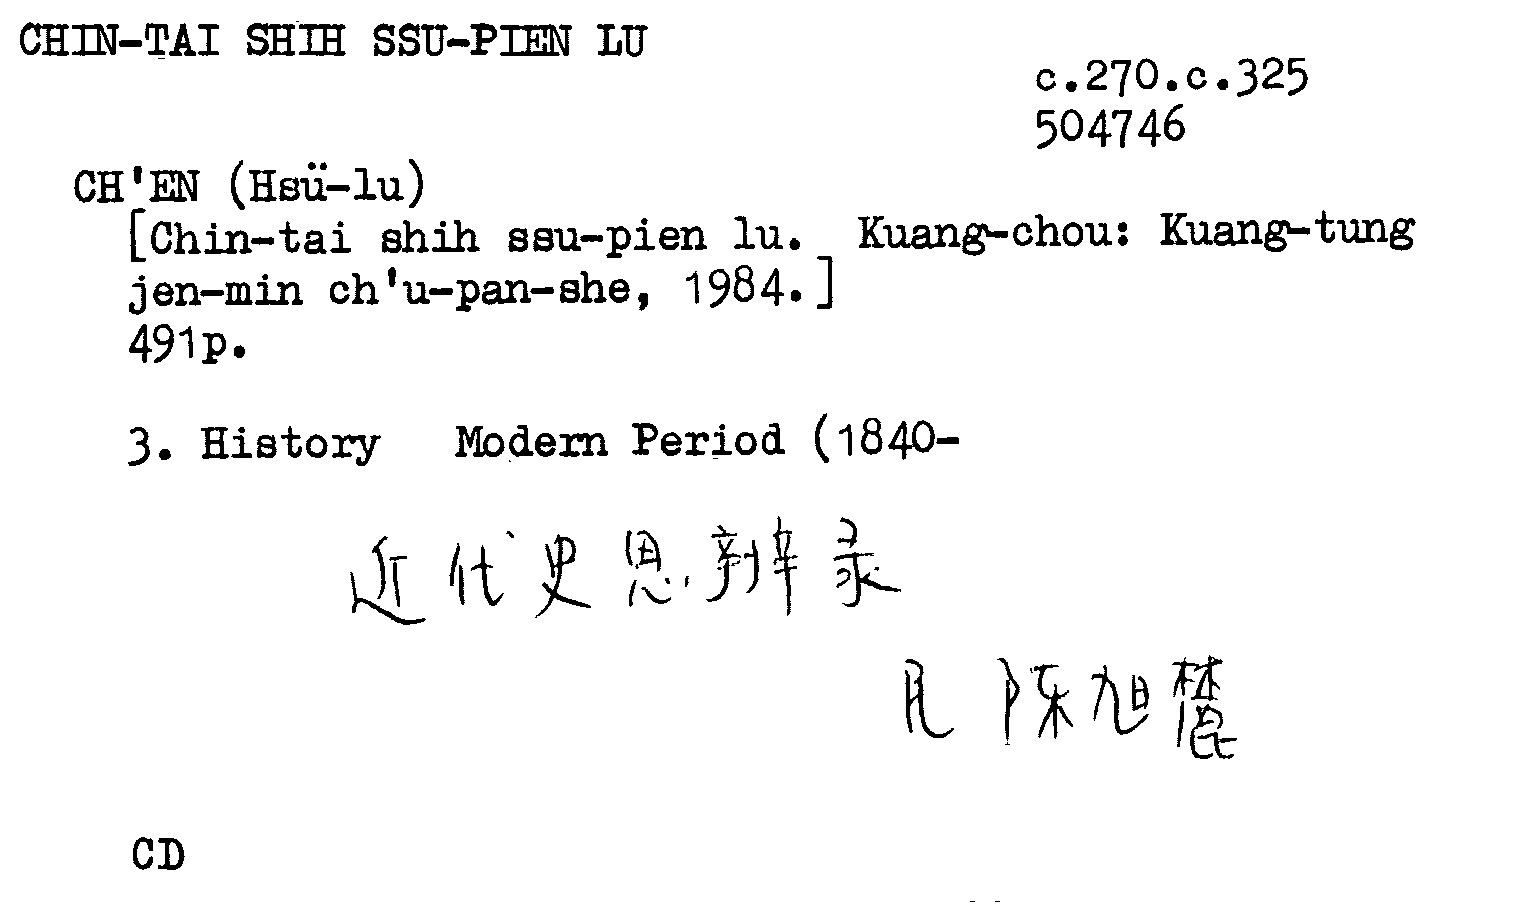 CHIN-TAI SHIH SSU-PIEN LU
c.270.c.325
504746
CH'EN (Hsü-lu)
[Chin-tai shih ssu-pien lu. Kuang-chou: Kuang-tung
jen-min ch'u-pan-she, 1984.]
491p.
3. History Modern Period (1840-
近代史思辨录
见 陈旭麓
CD